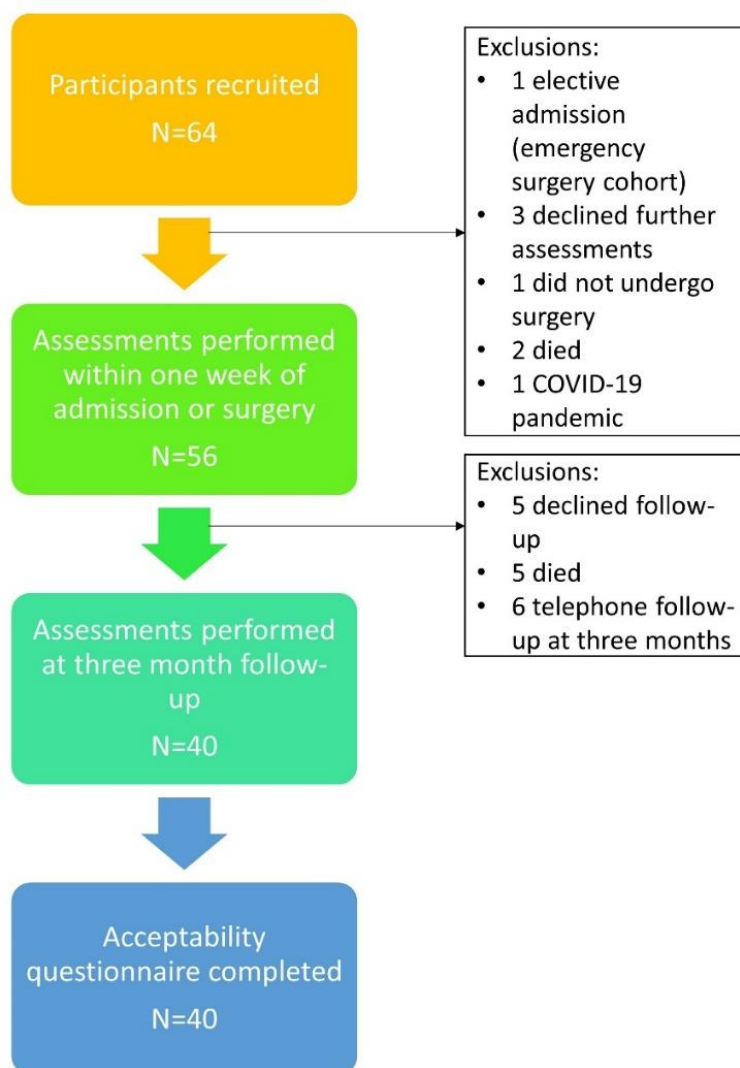 Participants recruited
N=64
Exclusions:
• 1 elective
admission
(emergency
surgery cohort)
• 3 declined further
assessments
• 1 did not undergo
surgery
• 2 died
• 1 COVID-19
pandemic
Assessments performed
within one week of
admission or surgery
N=56
Exclusions:
• 5 declined follow-
up
• 5 died
• 6 telephone follow-
up at three months
Assessments performed
at three month follow-
up
N=40
Acceptability
questionnaire completed
N=40